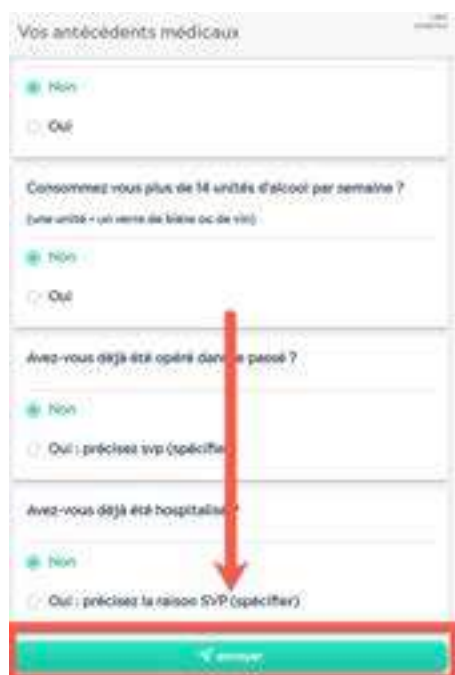 Vos antécédents médicaux
Non
Oui
Consommez vous plus de 14 unités d'alcool par semaine ?
(une unité = un verre de bière ou de vin)
Non
Oui
Avez-vous déjà été opéré dans passé ?
Non
Oui : précisez svp (spécifier
Avez-vous déjà été hospitalisé ?
Non
Oui : précisez la raison SVP (spécifier)
envoyer